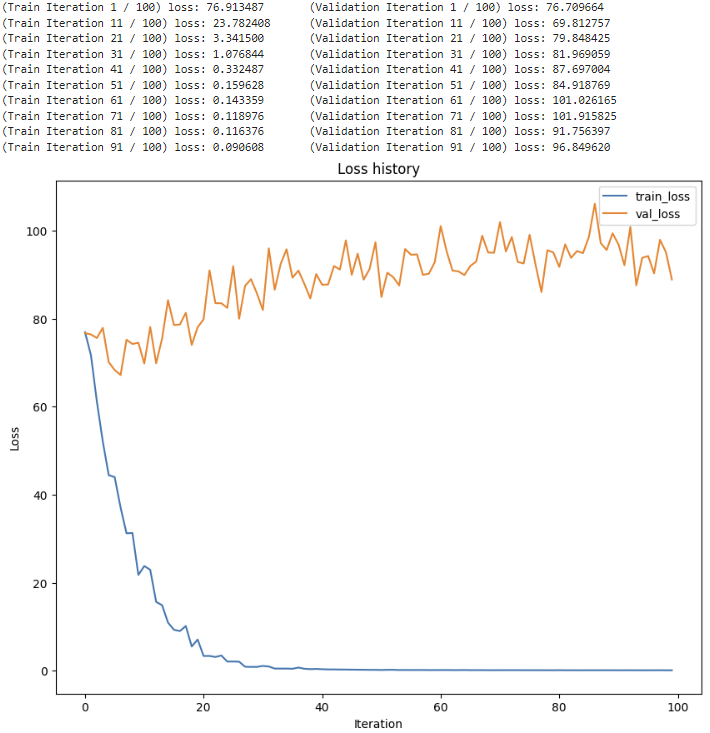 (Train Iteration 1 / 100) loss: 76.913487 (Validation Iteration 1 / 100) loss: 76.709664
(Train Iteration 11 / 100) loss: 23.782408 (Validation Iteration 11 / 100) loss: 69.812757
(Train Iteration 21 / 100) loss: 3.341500 (Validation Iteration 21 / 100) loss: 79.848425
(Train Iteration 31 / 100) loss: 1.076844 (Validation Iteration 31 / 100) loss: 81.969059
(Train Iteration 41 / 100) loss: 0.332487 (Validation Iteration 41 / 100) loss: 87.697004
(Train Iteration 51 / 100) loss: 0.159628 (Validation Iteration 51 / 100) loss: 84.918769
(Train Iteration 61 / 100) loss: 0.143359 (Validation Iteration 61 / 100) loss: 101.026165
(Train Iteration 71 / 100) loss: 0.118976 (Validation Iteration 71 / 100) loss: 101.915825
(Train Iteration 81 / 100) loss: 0.116376 (Validation Iteration 81 / 100) loss: 91.756397
(Train Iteration 91 / 100) loss: 0.090608 (Validation Iteration 91 / 100) loss: 96.849620
Loss history
train_loss
val_loss
100
80
60
40
20
0
Loss
0 20 40 60 80 100
Iteration